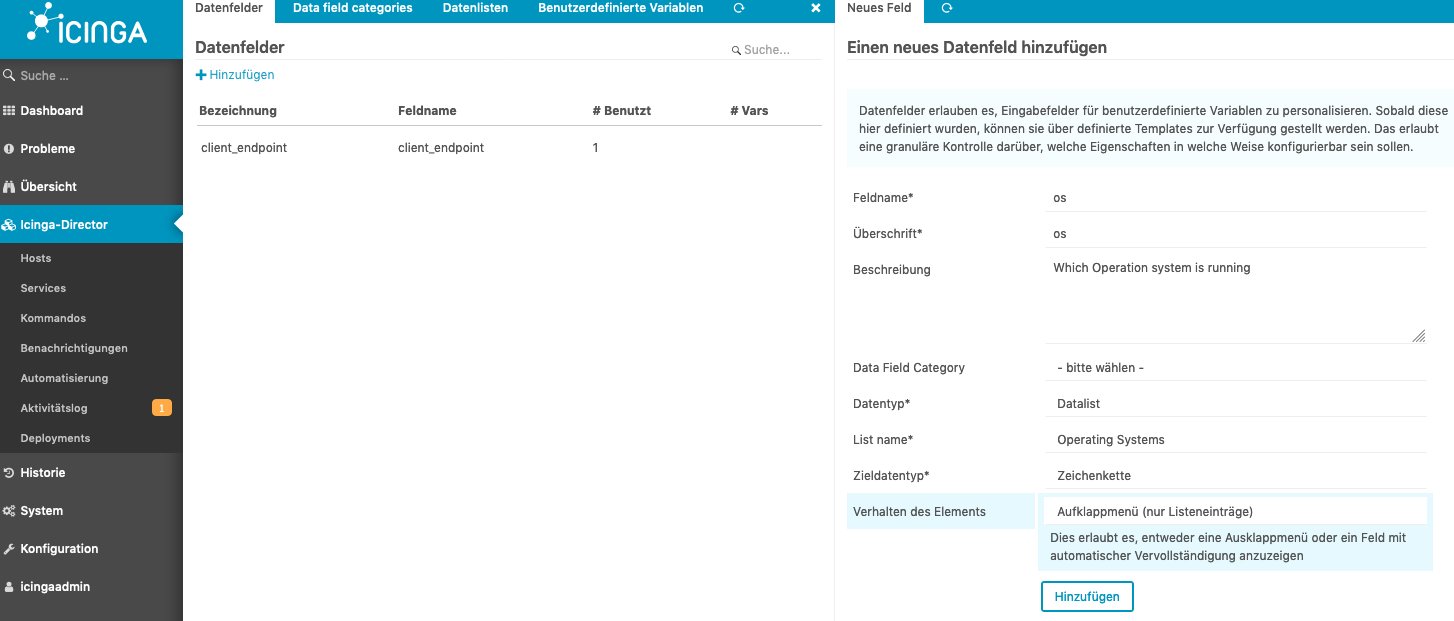 ICINGA
Suche ...
Dashboard
Probleme
Übersicht
Icinga-Director
Hosts
Services
Kommandos
Benachrichtigungen
Automatisierung
Aktivitätslog 1
Deployments
Historie
System
Konfiguration
icingaadmin
Datenfelder Data field categories Datenlisten Benutzerdefinierte Variablen
Datenfelder
Suche...
Hinzufügen
Bezeichnung Feldname # Benutzt # Vars
client_endpoint client_endpoint 1
Neues Feld
Einen neues Datenfeld hinzufügen
Datenfelder erlauben es, Eingabefelder für benutzerdefinierte Variablen zu personalisieren. Sobald diese
hier definiert wurden, können sie über definierte Templates zur Verfügung gestellt werden. Das erlaubt
eine granuläre Kontrolle darüber, welche Eigenschaften in welche Weise konfigurierbar sein sollen.
Feldname* os
Überschrift* os
Beschreibung Which Operation system is running
Data Field Category - bitte wählen -
Datentyp* Datalist
List name* Operating Systems
Zieldatentyp* Zeichenkette
Verhalten des Elements Aufklappmenü (nur Listeneinträge)
Dies erlaubt es, entweder eine Ausklappmenü oder ein Feld mit
automatischer Vervollständigung anzuzeigen
Hinzufügen